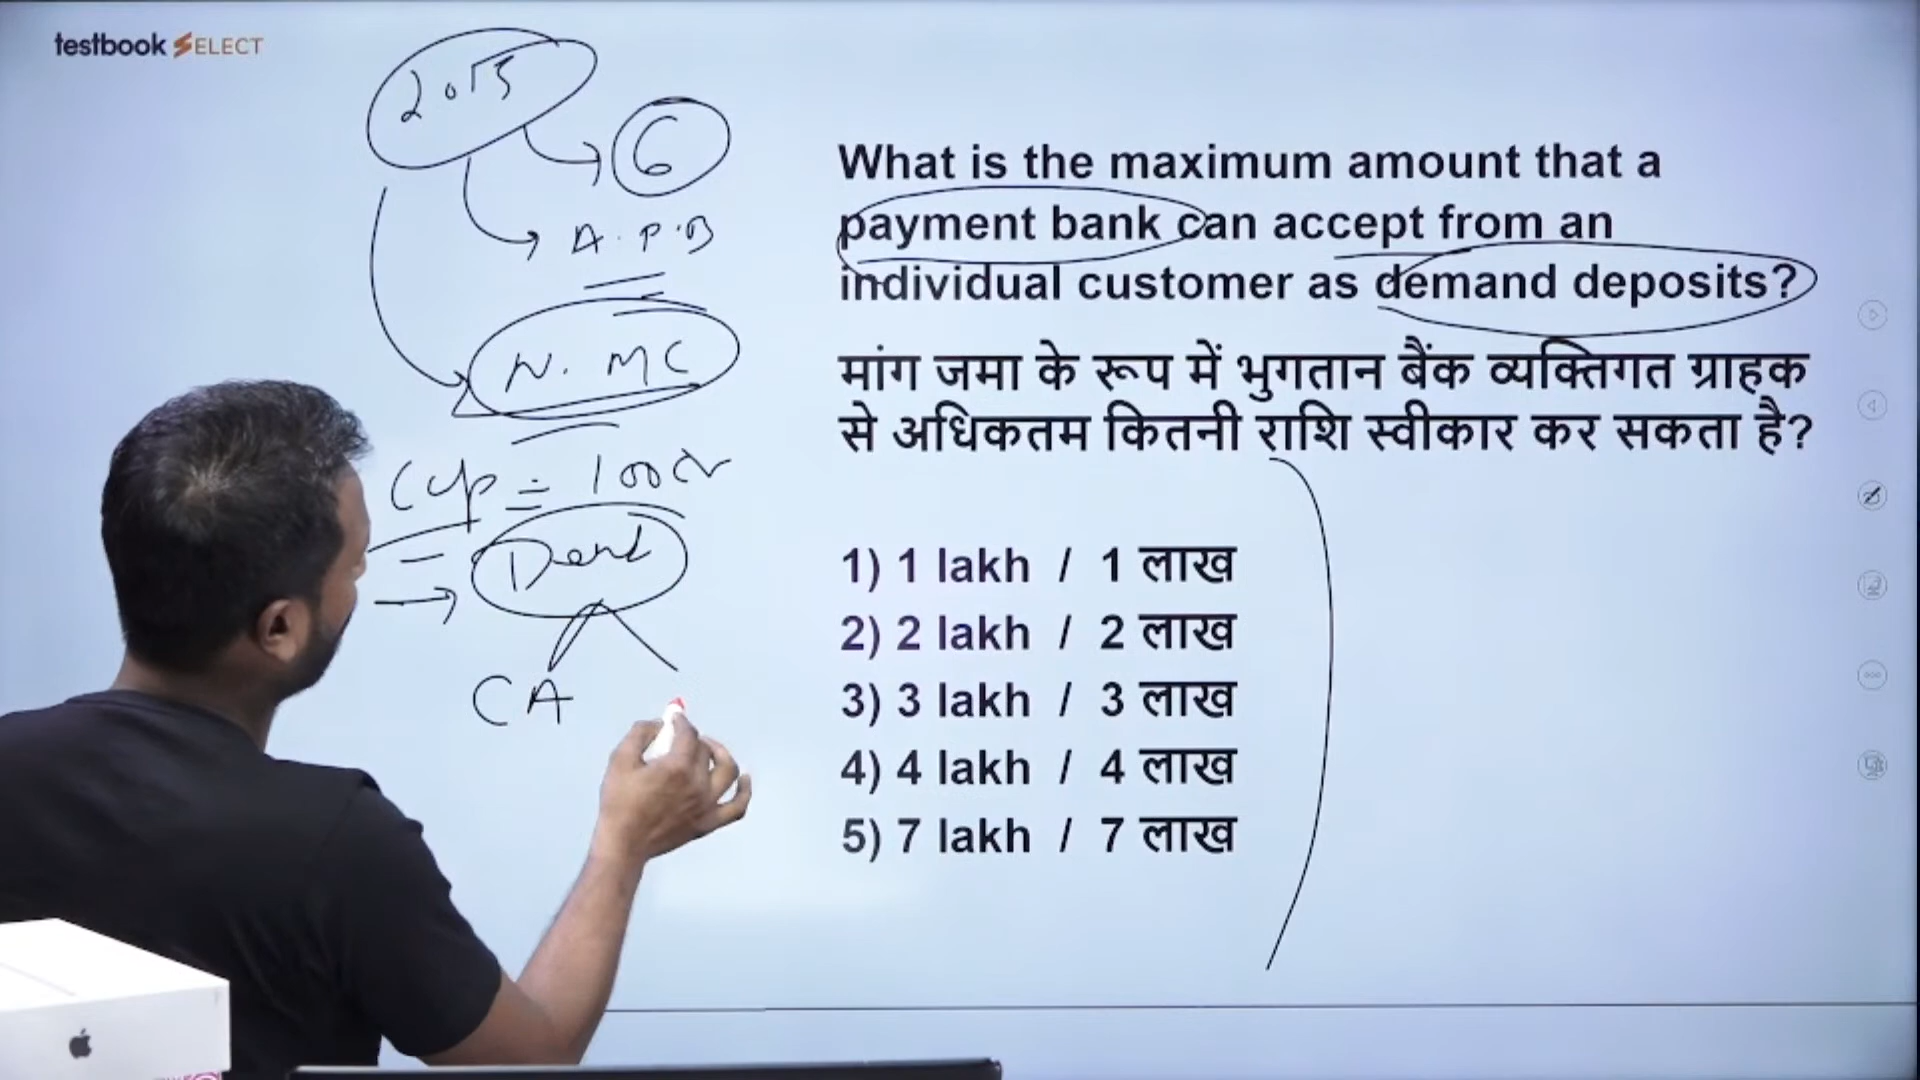 testbook SELECT
2015
6
A.P.B
N. MC
Cap = 100cr
CA
What is the maximum amount that a
payment bank can accept from an
individual customer as demand deposits?
मांग जमा के रूप में भुगतान बैंक व्यक्तिगत ग्राहक
से अधिकतम कितनी राशि स्वीकार कर सकता है?
1) 1 lakh / 1 लाख
2) 2 lakh / 2 लाख
3) 3 lakh / 3 लाख
4) 4 lakh / 4 लाख
5) 7 lakh / 7 लाख